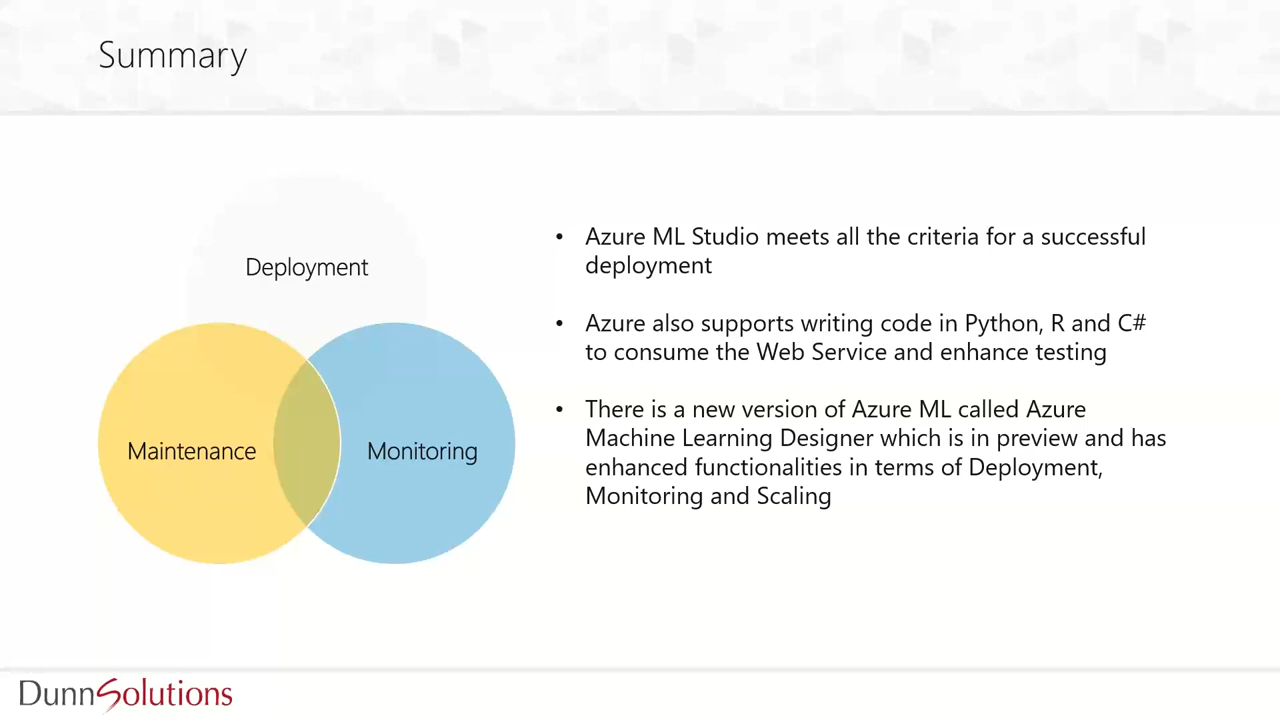 Summary
Deployment
Maintenance
Monitoring
• Azure ML Studio meets all the criteria for a successful
deployment
• Azure also supports writing code in Python, R and C#
to consume the Web Service and enhance testing
• There is a new version of Azure ML called Azure
Machine Learning Designer which is in preview and has
enhanced functionalities in terms of Deployment,
Monitoring and Scaling
DunnSolutions